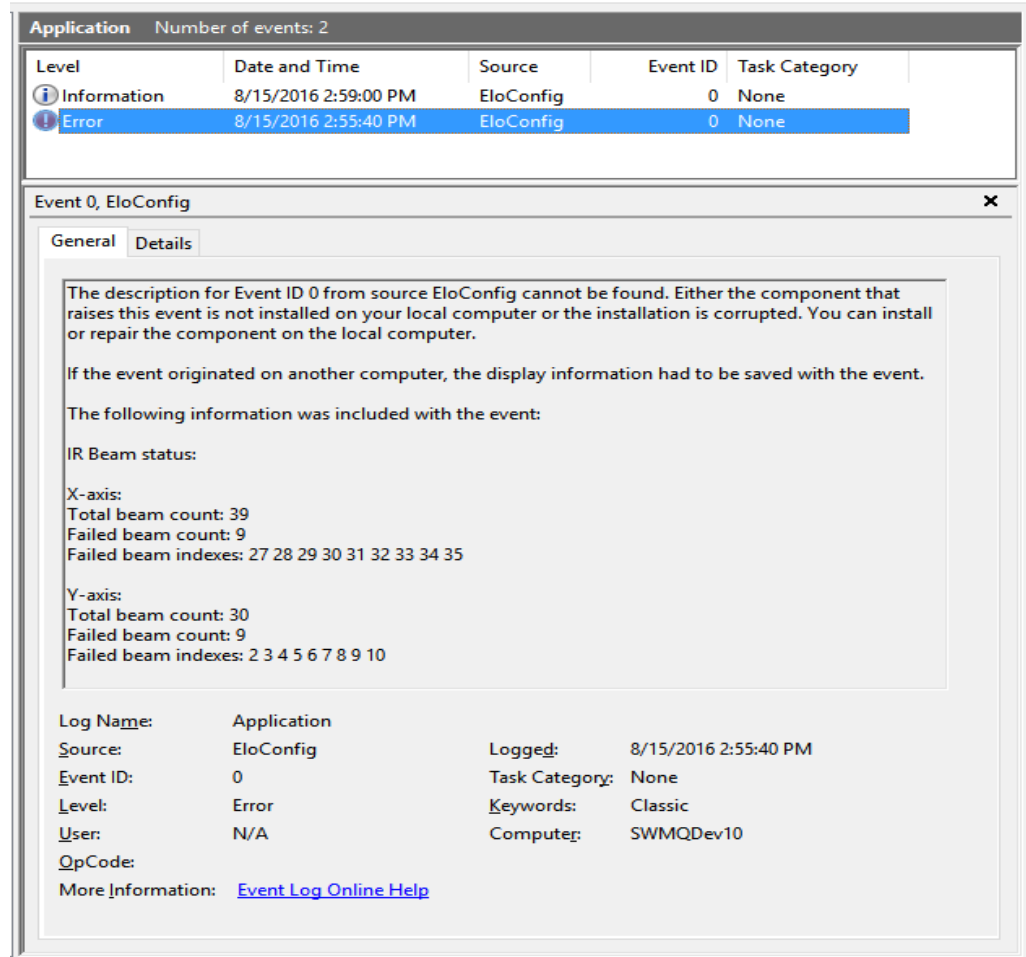 Application Number of events: 2
Level Date and Time Source Event ID Task Category
Information 8/15/2016 2:59:00 PM EloConfig 0 None
Error 8/15/2016 2:55:40 PM EloConfig 0 None
Event 0, EloConfig
General Details
The description for Event ID 0 from source EloConfig cannot be found. Either the component that
raises this event is not installed on your local computer or the installation is corrupted. You can install
or repair the component on the local computer.
If the event originated on another computer, the display information had to be saved with the event.
The following information was included with the event:
IR Beam status:
X-axis:
Total beam count: 39
Failed beam count: 9
Failed beam indexes: 27 28 29 30 31 32 33 34 35
Y-axis:
Total beam count: 30
Failed beam count: 9
Failed beam indexes: 2 3 4 5 6 7 8 9 10
Log Name: Application
Source: EloConfig Logged: 8/15/2016 2:55:40 PM
Event ID: 0 Task Category: None
Level: Error Keywords: Classic
User: N/A Computer: SWMQDev10
OpCode:
More Information: Event Log Online Help